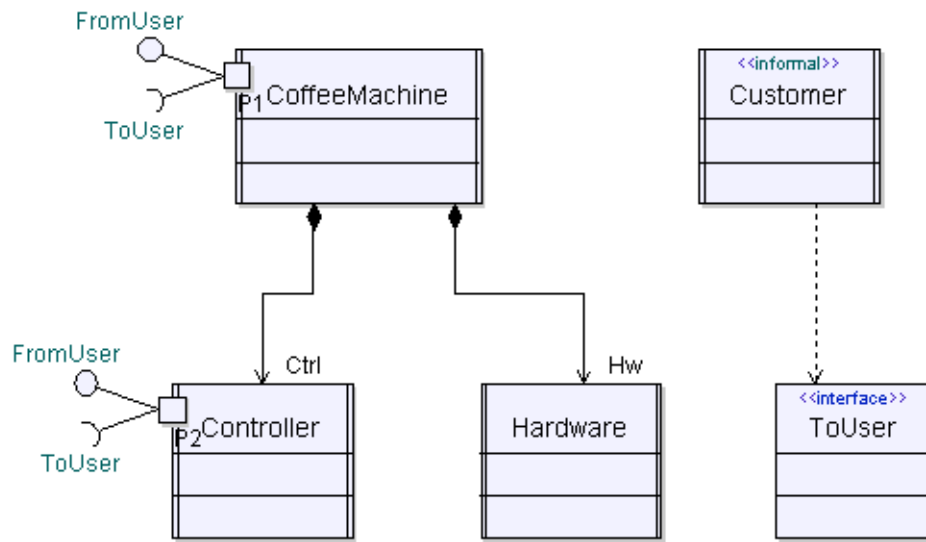 FromUser
ToUser
P1
CoffeeMachine
<<informal>>
Customer
Ctrl
Hw
FromUser
ToUser
P2
Controller
Hardware
<<interface>>
ToUser